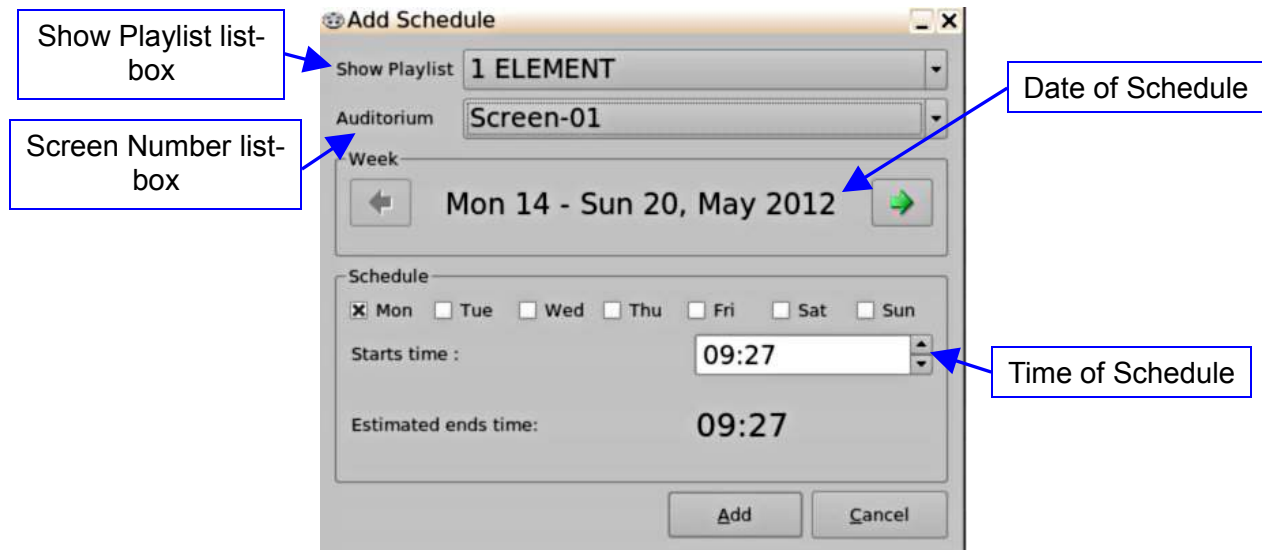 Add Schedule
Show Playlist list-
box
Show Playlist 1 ELEMENT
Date of Schedule
Auditorium Screen-01
Screen Number list-
box
Week
Mon 14 - Sun 20, May 2012
Schedule
Mon Tue Wed Thu Fri Sat Sun
Starts time : 09:27
Time of Schedule
Estimated ends time: 09:27
Add Cancel